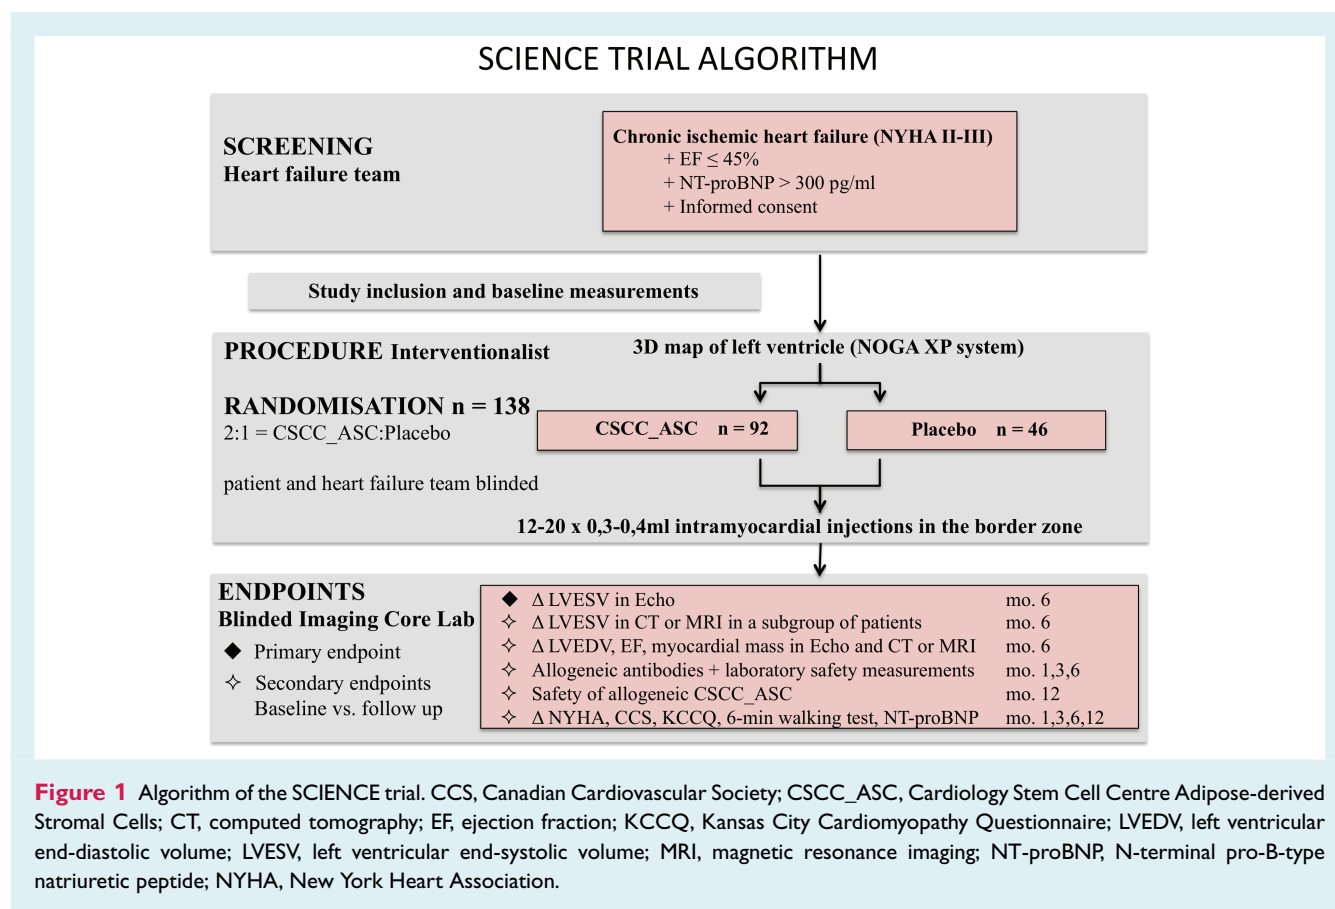 SCIENCE TRIAL ALGORITHM
SCREENING
Heart failure team
Chronic ischemic heart failure (NYHA II-III)
+ EF ≤ 45%
+ NT-proBNP > 300 pg/ml
+ Informed consent
Study inclusion and baseline measurements
PROCEDURE Interventionalist
3D map of left ventricle (NOGA XP system)
RANDOMISATION n = 138
2:1 = CSCC_ASC:Placebo
CSCC_ASC n = 92
Placebo n = 46
patient and heart failure team blinded
12-20 x 0,3-0,4ml intramyocardial injections in the border zone
ENDPOINTS
Blinded Imaging Core Lab
◆ Primary endpoint
✧ Secondary endpoints
Baseline vs. follow up
◆ Δ LVESV in Echo mo. 6
✧ Δ LVESV in CT or MRI in a subgroup of patients mo. 6
✧ Δ LVEDV, EF, myocardial mass in Echo and CT or MRI mo. 6
✧ Allogeneic antibodies + laboratory safety measurements mo. 1,3,6
✧ Safety of allogeneic CSCC_ASC mo. 12
✧ Δ NYHA, CCS, KCCQ, 6-min walking test, NT-proBNP mo. 1,3,6,12
Figure 1 Algorithm of the SCIENCE trial. CCS, Canadian Cardiovascular Society; CSCC_ASC, Cardiology Stem Cell Centre Adipose-derived
Stromal Cells; CT, computed tomography; EF, ejection fraction; KCCQ, Kansas City Cardiomyopathy Questionnaire; LVEDV, left ventricular
end-diastolic volume; LVESV, left ventricular end-systolic volume; MRI, magnetic resonance imaging; NT-proBNP, N-terminal pro-B-type
natriuretic peptide; NYHA, New York Heart Association.